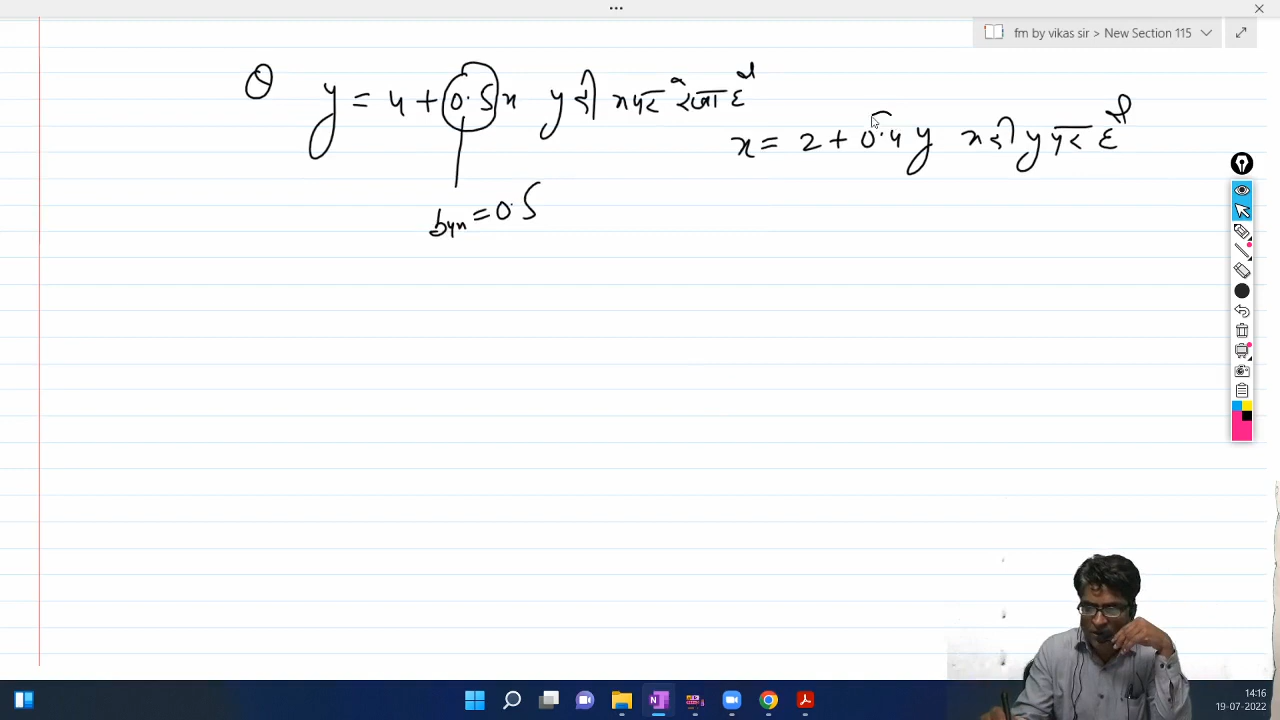 fm by vikas sir > New Section 115
Q y = 4 + 0.5x y की x पर रेखा है
x = 2 + 0.4y x की y पर है
byx = 0.5
14:16
19-07-2022